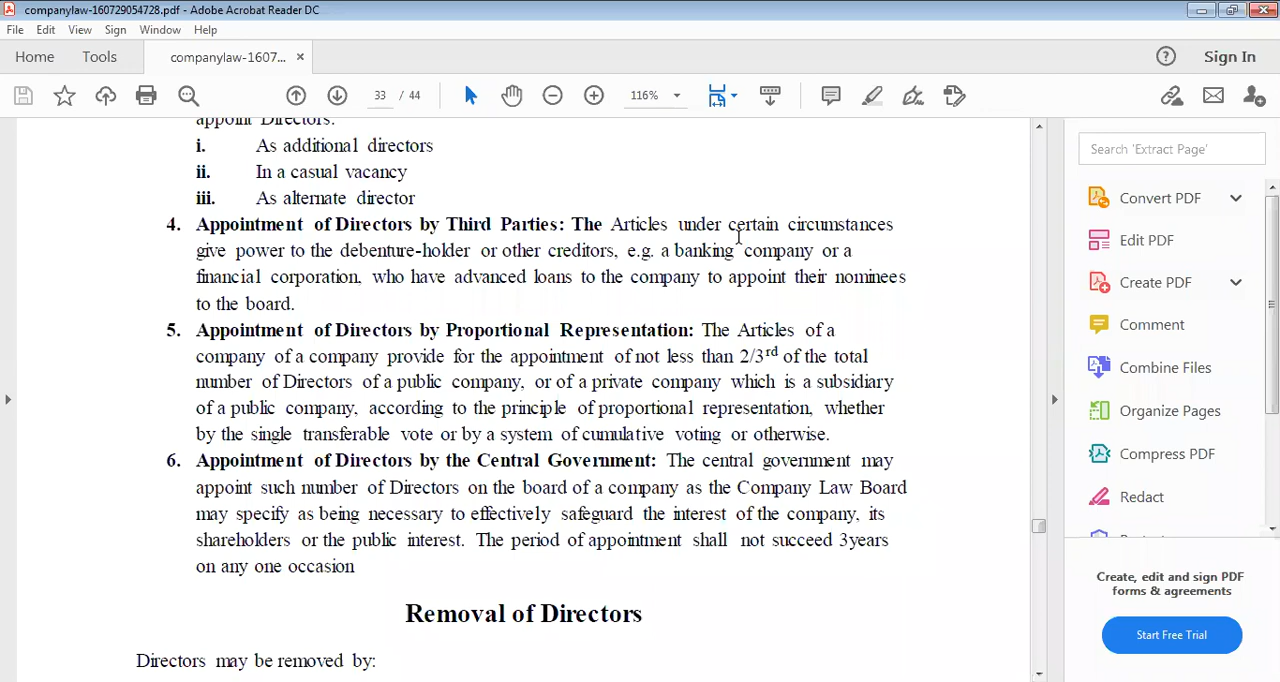 companylaw-160729054728.pdf - Adobe Acrobat Reader DC
File Edit View Sign Window Help
Home Tools companylaw-1607... × Sign In
33 / 44 116%
appoint Directors.
i. As additional directors
ii. In a casual vacancy
iii. As alternate director
4. Appointment of Directors by Third Parties: The Articles under certain circumstances
give power to the debenture-holder or other creditors, e.g. a banking company or a
financial corporation, who have advanced loans to the company to appoint their nominees
to the board.
5. Appointment of Directors by Proportional Representation: The Articles of a
company of a company provide for the appointment of not less than 2/3rd of the total
number of Directors of a public company, or of a private company which is a subsidiary
of a public company, according to the principle of proportional representation, whether
by the single transferable vote or by a system of cumulative voting or otherwise.
6. Appointment of Directors by the Central Government: The central government may
appoint such number of Directors on the board of a company as the Company Law Board
may specify as being necessary to effectively safeguard the interest of the company, its
shareholders or the public interest. The period of appointment shall not succeed 3years
on any one occasion
Removal of Directors
Directors may be removed by:
Search 'Extract Page'
Convert PDF
Edit PDF
Create PDF
Comment
Combine Files
Organize Pages
Compress PDF
Redact
Create, edit and sign PDF
forms & agreements
Start Free Trial